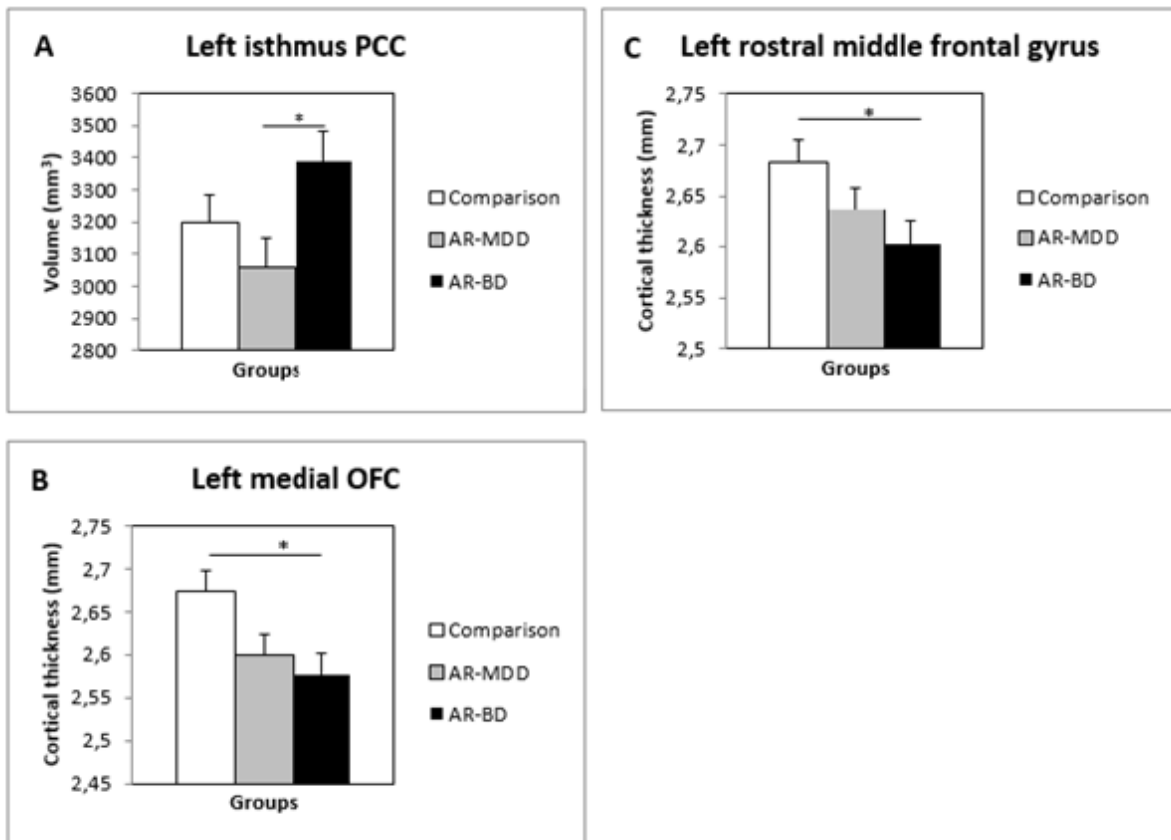 A
Left isthmus PCC
3600
3500
3400
3300
3200
3100
3000
2900
2800
Volume (mm³)
*
Groups
Comparison
AR-MDD
AR-BD
B
Left medial OFC
2,75
2,7
2,65
2,6
2,55
2,5
2,45
Cortical thickness (mm)
*
Groups
Comparison
AR-MDD
AR-BD
C
Left rostral middle frontal gyrus
2,75
2,7
2,65
2,6
2,55
2,5
Cortical thickness (mm)
*
Groups
Comparison
AR-MDD
AR-BD